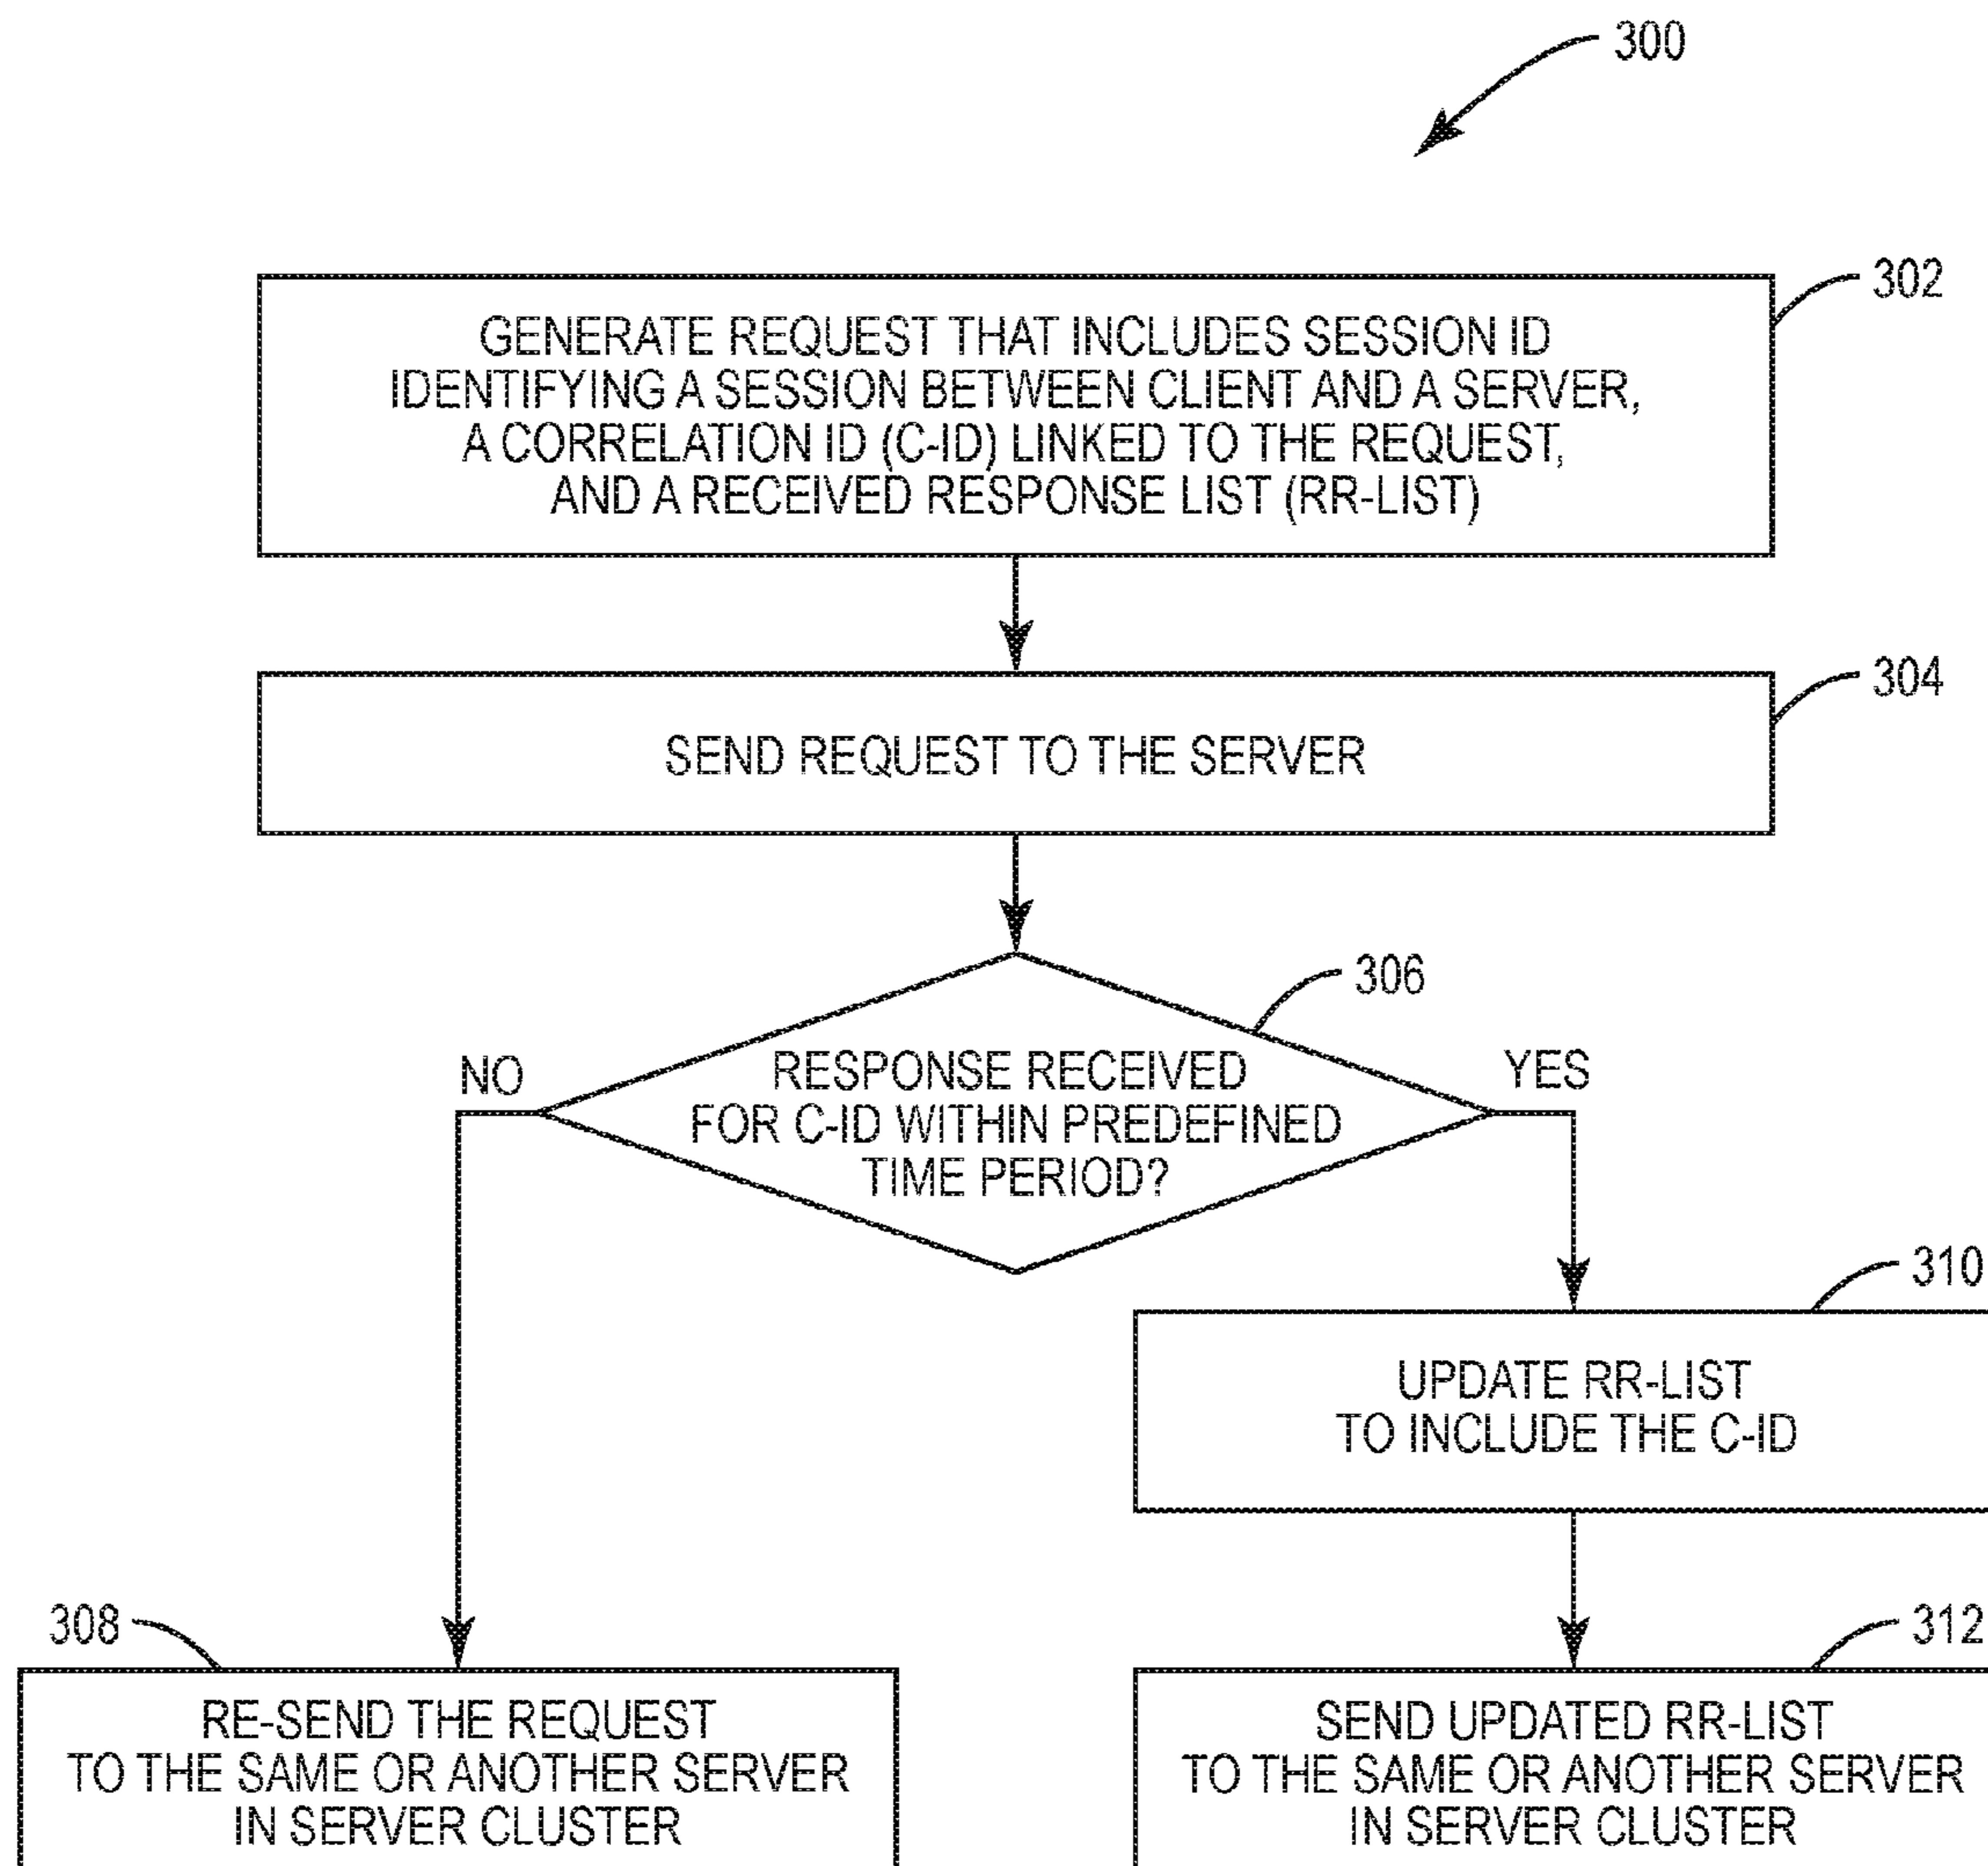 300
302
GENERATE REQUEST THAT INCLUDES SESSION ID
IDENTIFYING A SESSION BETWEEN CLIENT AND A SERVER,
A CORRELATION ID (C-ID) LINKED TO THE REQUEST,
AND A RECEIVED RESPONSE LIST (RR-LIST)
304
SEND REQUEST TO THE SERVER
306
NO
RESPONSE RECEIVED
FOR C-ID WITHIN PREDEFINED
TIME PERIOD?
YES
310
UPDATE RR-LIST
TO INCLUDE THE C-ID
308
RE-SEND THE REQUEST
TO THE SAME OR ANOTHER SERVER
IN SERVER CLUSTER
312
SEND UPDATED RR-LIST
TO THE SAME OR ANOTHER SERVER
IN SERVER CLUSTER